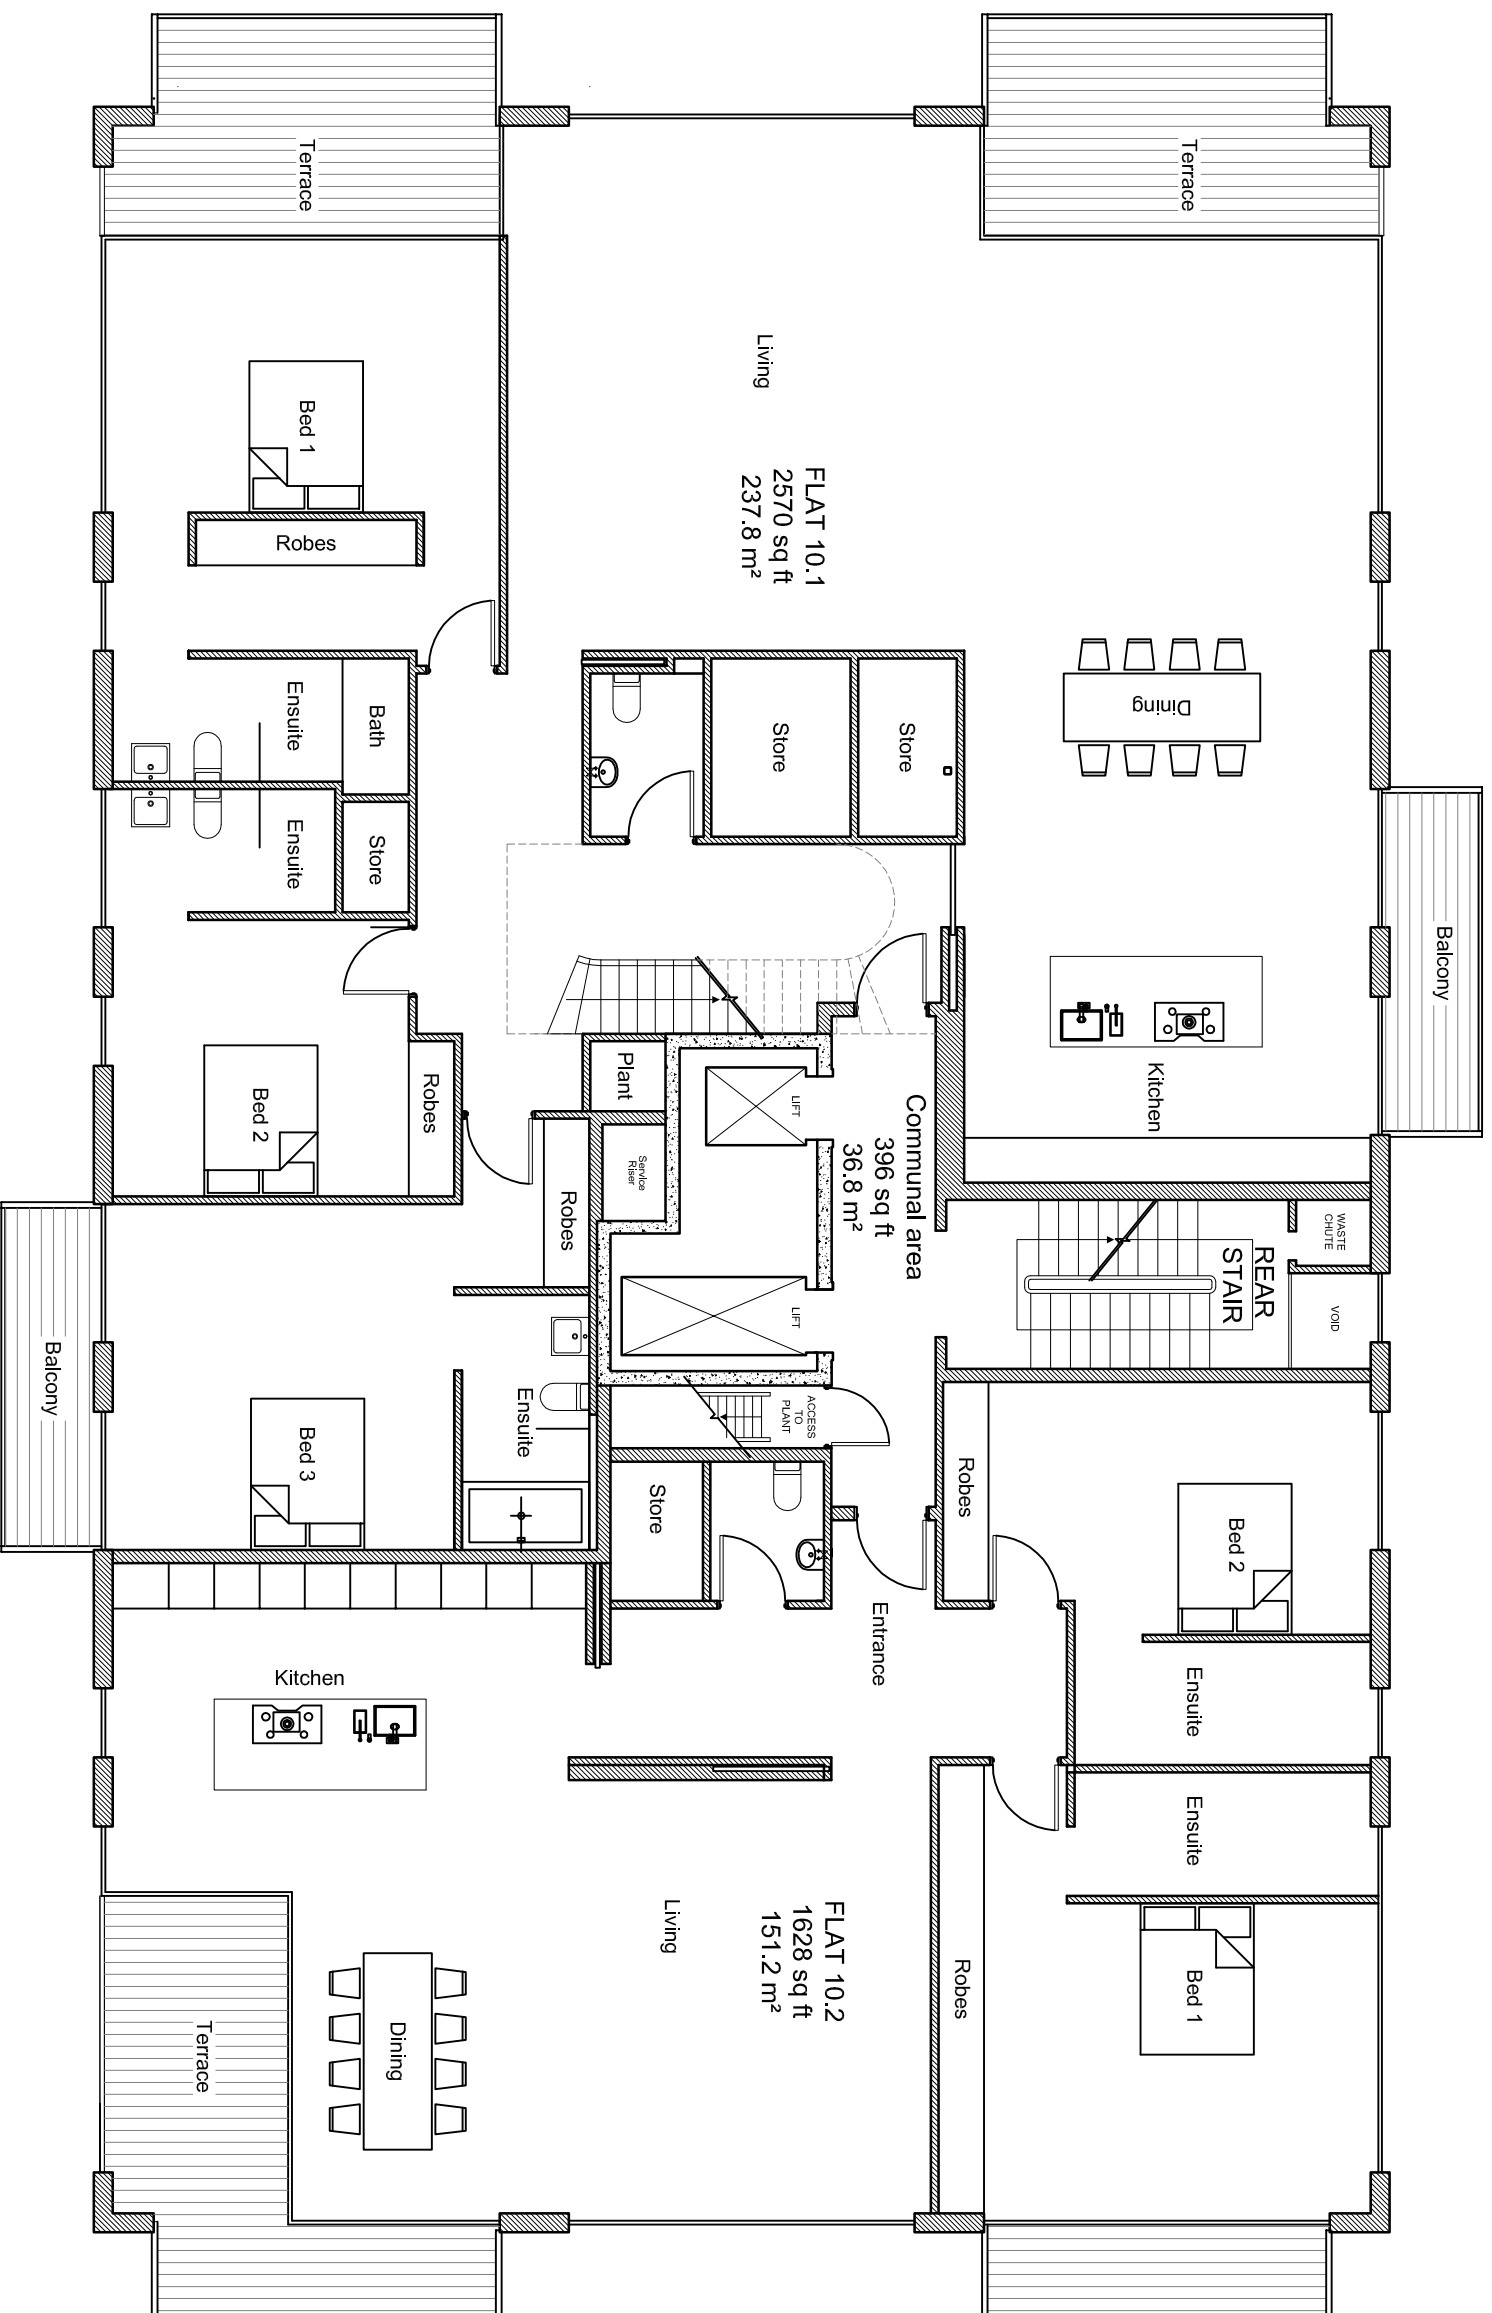 Terrace
Terrace
Living
FLAT 10.1
2570 sq ft
237.8 m²
Bed 1
Robes
Dining
Ensuite
Bath
Store
Store
Ensuite
Store
Balcony
Kitchen
Bed 2
Robes
Plant
LIFT
Communal area
396 sq ft
36.8 m²
Service
Riser
Robes
WASTE
CHUTE
REAR
STAIR
VOID
LIFT
Balcony
Bed 3
Ensuite
ACCESS
TO
PLANT
Store
Robes
Bed 2
Entrance
Kitchen
Ensuite
Ensuite
Living
FLAT 10.2
1628 sq ft
151.2 m²
Robes
Bed 1
Terrace
Dining